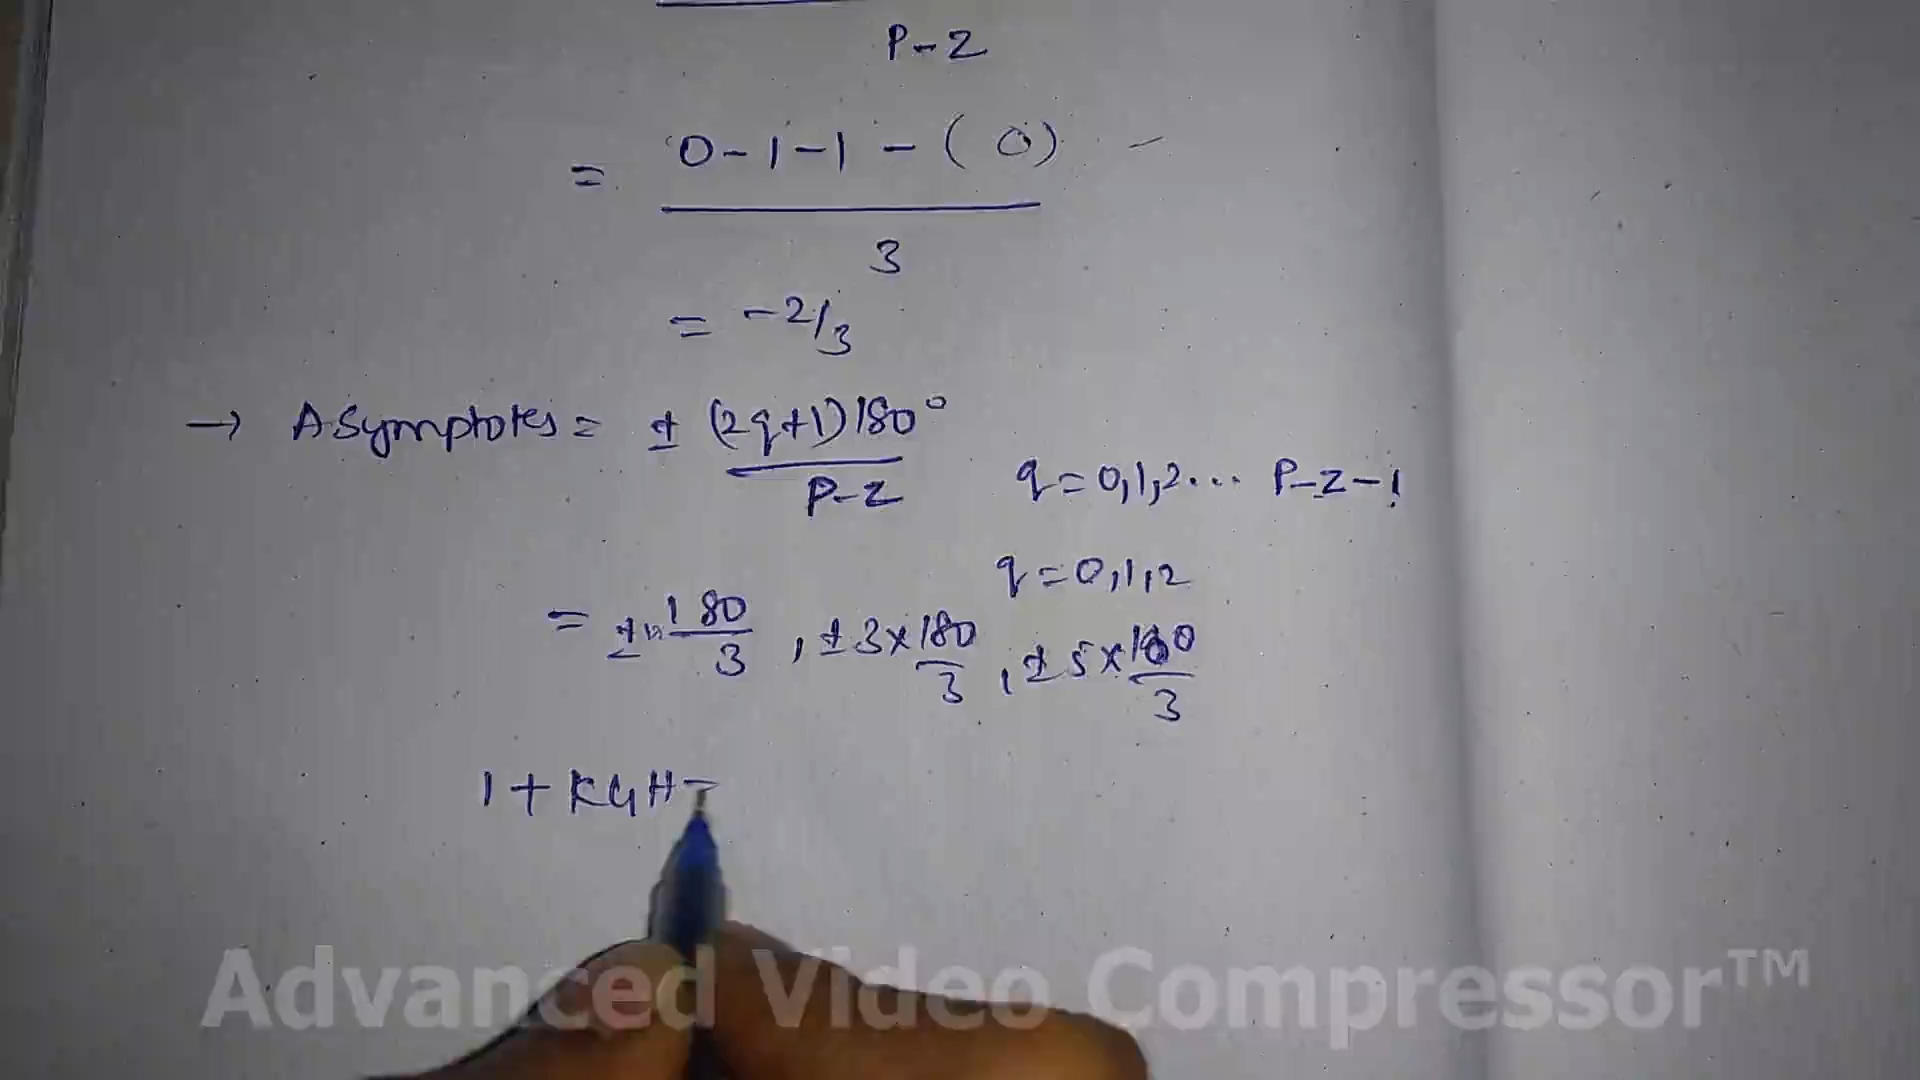 P-Z
= 0-1-1-(0)
3
= -2/3
→ Asymptotes = ± (2q+1)180°
P-Z
q=0,1,2... P-Z-1
q=0,1,2
= ± 180/3, ±3×180/3, ±5×180/3
1+KGH=
Advanced Video Compressor™